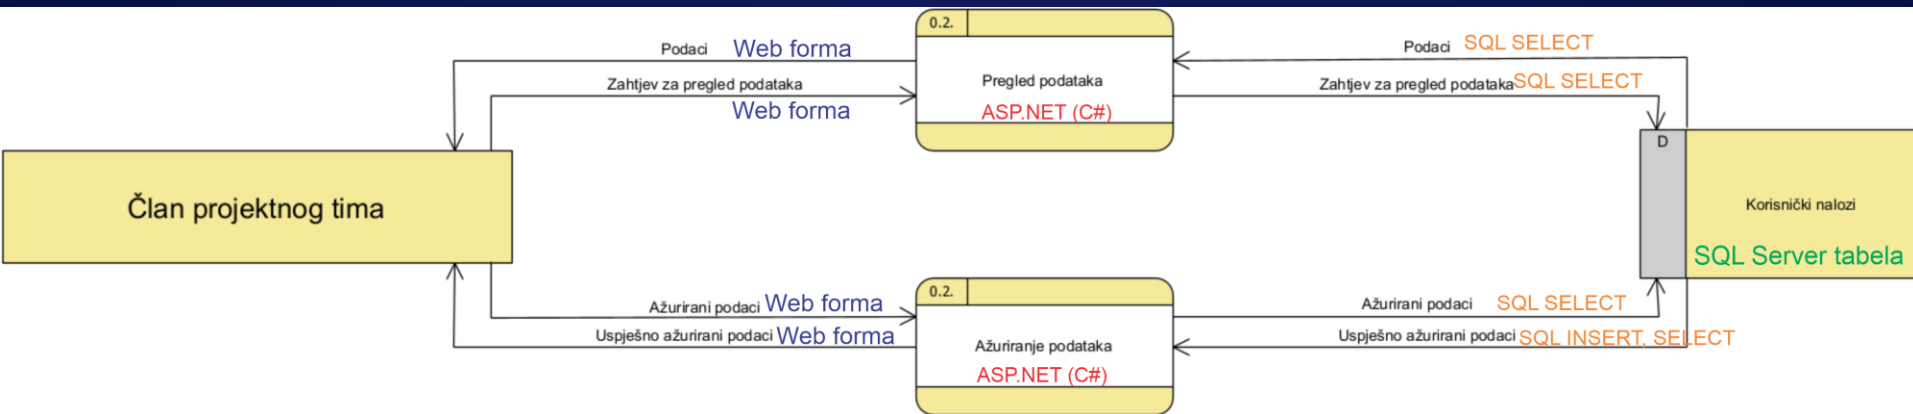 0.2.
Podaci Web forma
Podaci SQL SELECT
Zahtjev za pregled podataka
Pregled podataka
Zahtjev za pregled podataka SQL SELECT
Web forma
ASP.NET (C#)
D
Član projektnog tima
Korisnički nalozi
SQL Server tabela
0.2.
Ažurirani podaci Web forma
Ažurirani podaci SQL SELECT
Uspješno ažurirani podaci Web forma
Ažuriranje podataka
Uspješno ažurirani podaci SQL INSERT, SELECT
ASP.NET (C#)